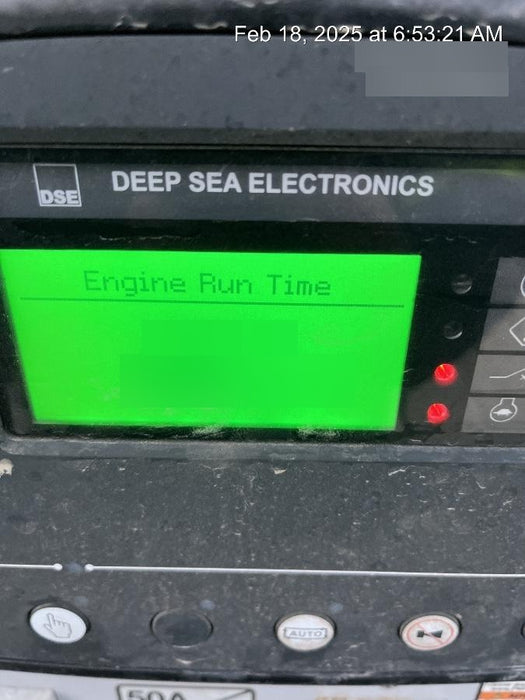 Feb 18, 2025 at 6:53:21 AM
DSE
DEEP SEA ELECTRONICS
Engine Run Time
AUTO
50A